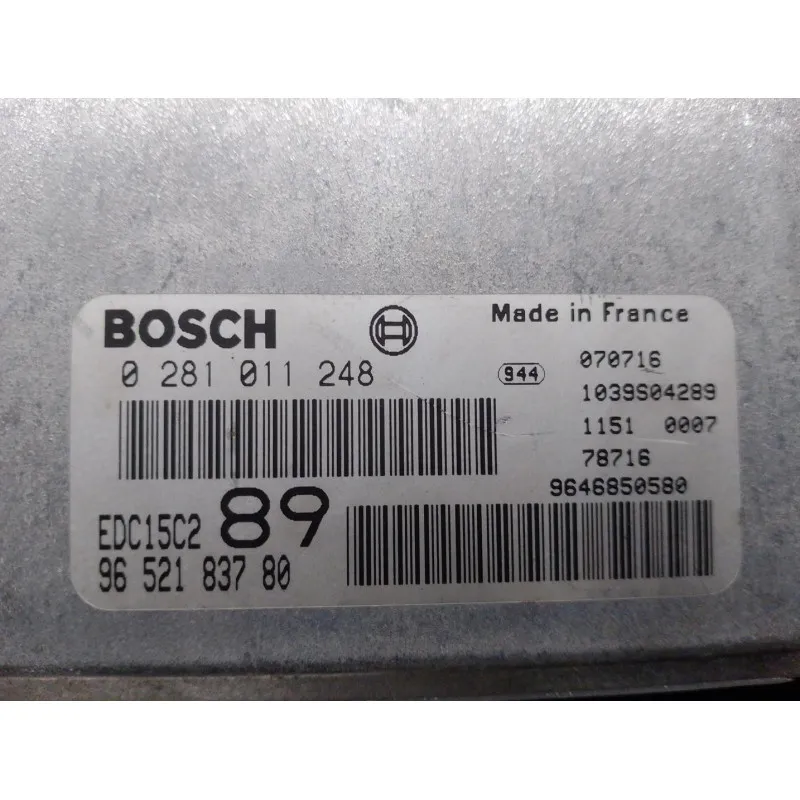 BOSCH
Made in France
0 281 011 248
944
070716
1039S04289
1151 0007
78716
9646850580
EDC15C2 89
96 521 837 80